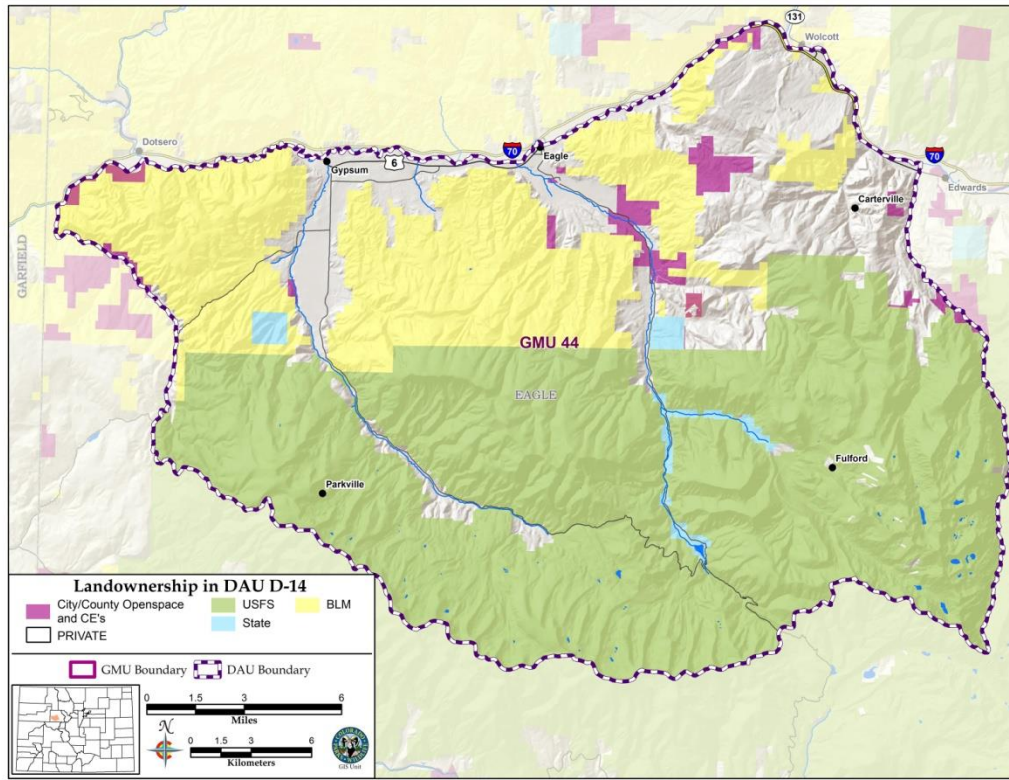 131
Wolcott
Dotsero
Gypsum
6
70
Eagle
70
Edwards
Carterville
GARFIELD
GMU 44
EAGLE
Fulford
Parkville
Landownership in DAU D-14
City/County Openspace
and CE's
USFS
BLM
State
PRIVATE
GMU Boundary
DAU Boundary
0 1.5 3 6
Miles
N
0 1.5 3 6
Kilometers
GIS Unit